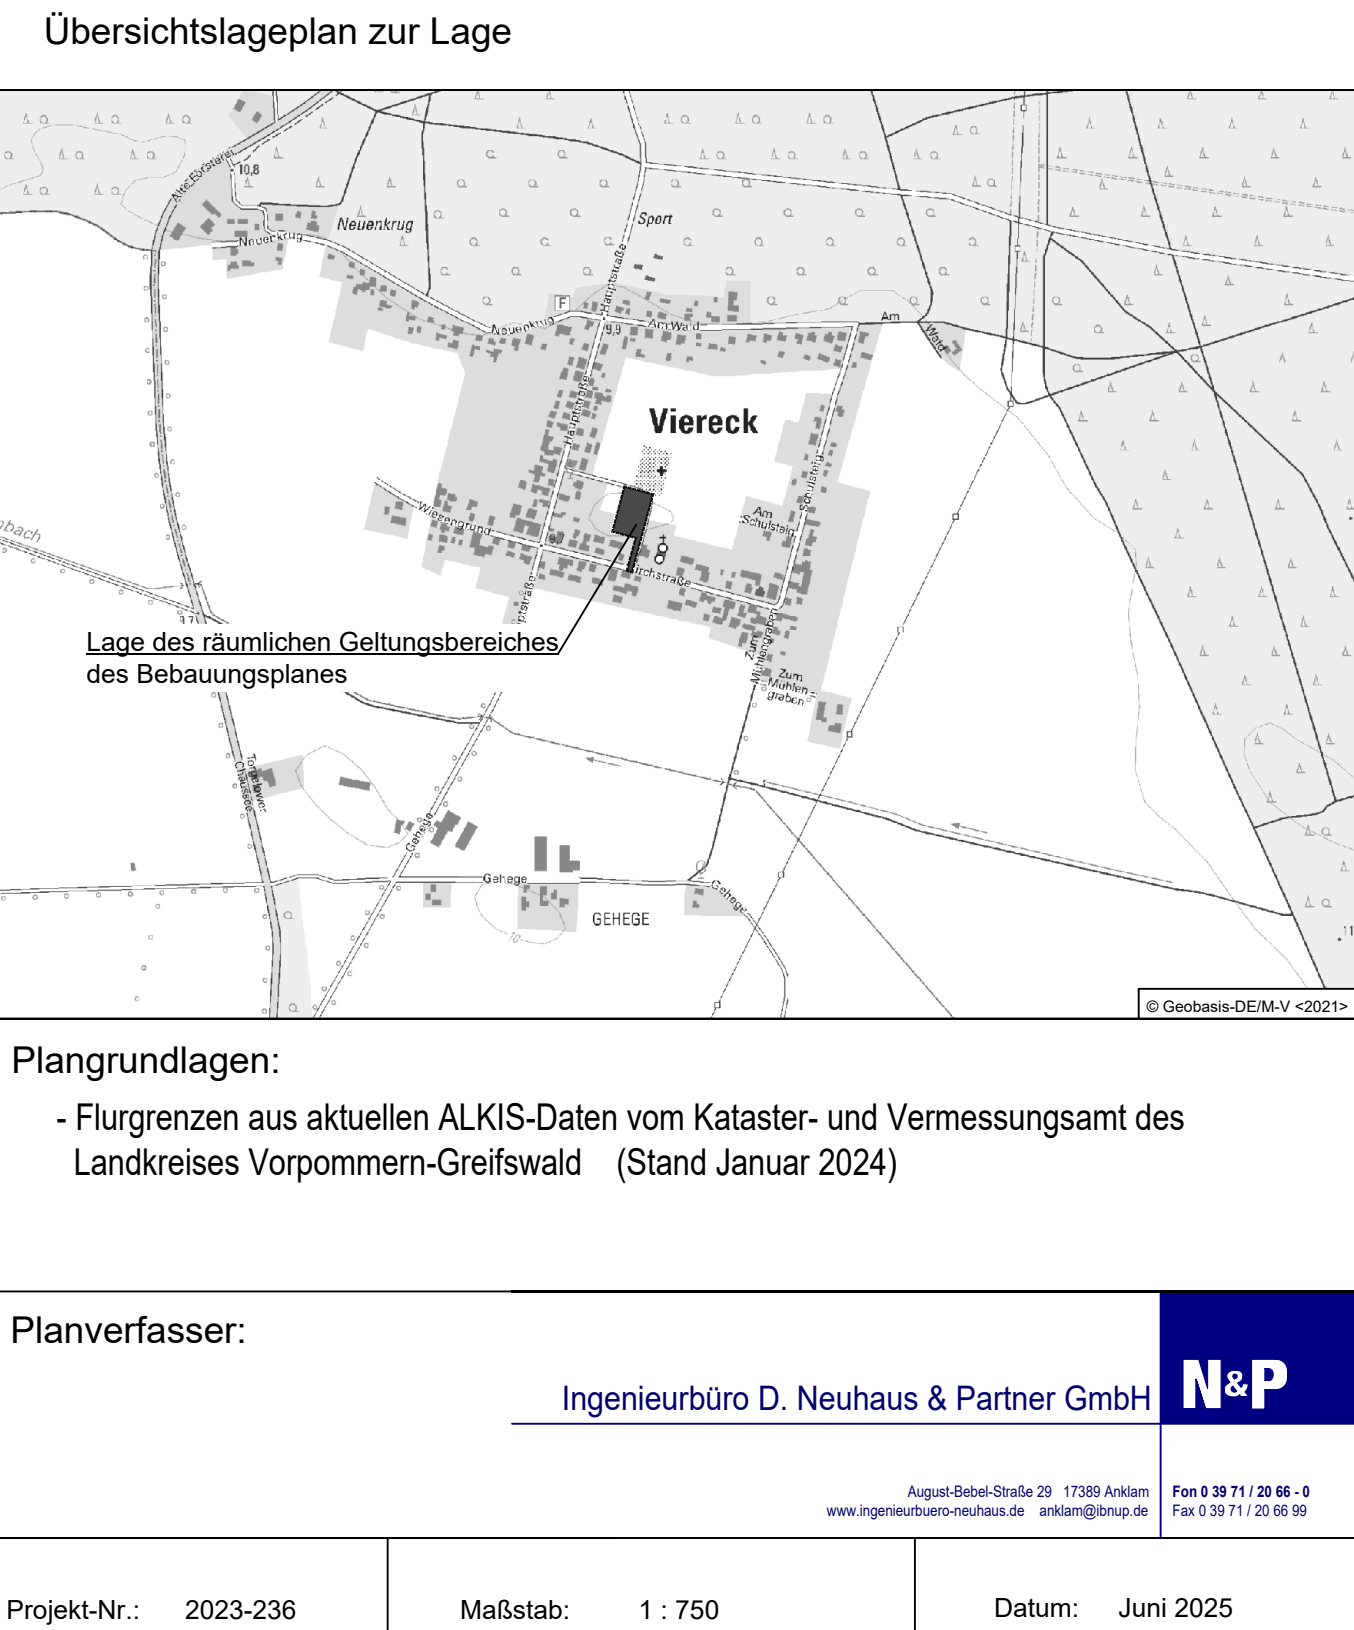 Übersichtslageplan zur Lage
Alte Försterei
10,8
Neuenkrug
Neuenkrug
Sport
Hauptstraße
F
Neuenkrug
9,9
Am Wald
Am
Wald
Hauptstraße
Viereck
Schulsteig
Am
Schulsteig
Wiesengrund
9,7
Kirchstraße
nbach
9,7
ptstraße
Lage des räumlichen Geltungsbereiches
des Bebauungsplanes
Zum
Mühlengraben
Zum
Mühlen-
graben
Torgelower
Chaussee
Gehege
Gehege
Gehege
GEHEGE
10
11
© Geobasis-DE/M-V <2021>
Plangrundlagen:
- Flurgrenzen aus aktuellen ALKIS-Daten vom Kataster- und Vermessungsamt des
Landkreises Vorpommern-Greifswald (Stand Januar 2024)
Planverfasser:
Ingenieurbüro D. Neuhaus & Partner GmbH
N&P
August-Bebel-Straße 29 17389 Anklam
www.ingenieurbuero-neuhaus.de anklam@ibnup.de
Fon 0 39 71 / 20 66 - 0
Fax 0 39 71 / 20 66 99
Projekt-Nr.: 2023-236
Maßstab: 1 : 750
Datum: Juni 2025